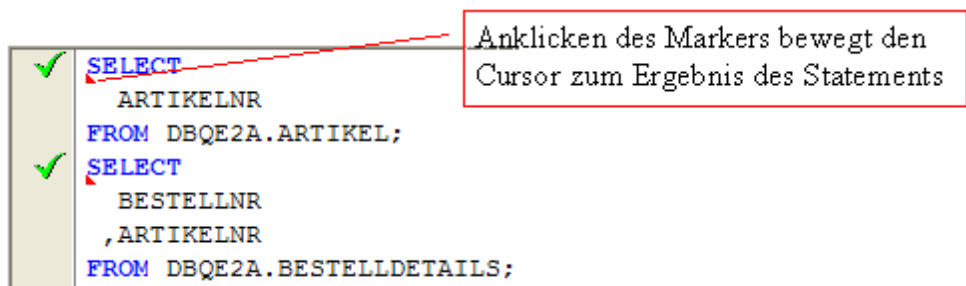 Anklicken des Markers bewegt den
Cursor zum Ergebnis des Statements
SELECT
ARTIKELNR
FROM DBQE2A.ARTIKEL;
SELECT
BESTELLNR
,ARTIKELNR
FROM DBQE2A.BESTELLDETAILS;